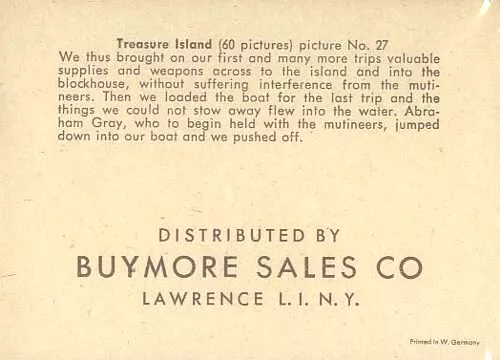 Treasure Island (60 pictures) picture No. 27
We thus brought on our first and many more trips valuable
supplies and weapons across to the island and into the
blockhouse, without suffering interference from the muti-
neers. Then we loaded the boat for the last trip and the
things we could not stow away flew into the water. Abra-
ham Gray, who to begin held with the mutineers, jumped
down into our boat and we pushed off.
DISTRIBUTED BY
BUYMORE SALES CO
LAWRENCE L. I. N. Y.
Printed in W. Germany